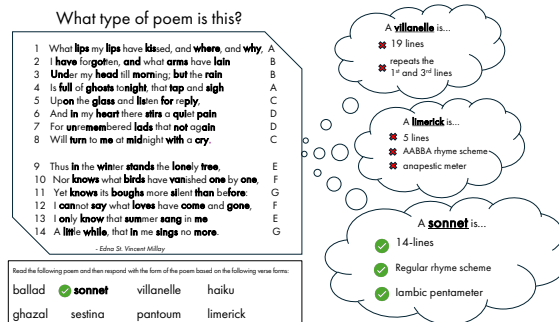 What type of poem is this?
1 What lips my lips have kissed, and where, and why, A
2 I have forgotten, and what arms have lain B
3 Under my head till morning; but the rain B
4 Is full of ghosts tonight, that tap and sigh A
5 Upon the glass and listen for reply, C
6 And in my heart there stirs a quiet pain D
7 For unremembered lads that not again D
8 Will turn to me at midnight with a cry. C
9 Thus in the winter stands the lonely tree, E
10 Nor knows what birds have vanished one by one, F
11 Yet knows its boughs more silent than before: G
12 I cannot say what loves have come and gone, F
13 I only know that summer sang in me E
14 A little while, that in me sings no more. G
- Edna St. Vincent Millay
Read the following poem and then respond with the form of the poem based on the following verse forms:
ballad sonnet villanelle haiku
ghazal sestina pantoum limerick
A villanelle is...
19 lines
repeats the
1st and 3rd lines
A limerick is...
5 lines
AABBA rhyme scheme
anapestic meter
A sonnet is...
14-lines
Regular rhyme scheme
Iambic pentameter